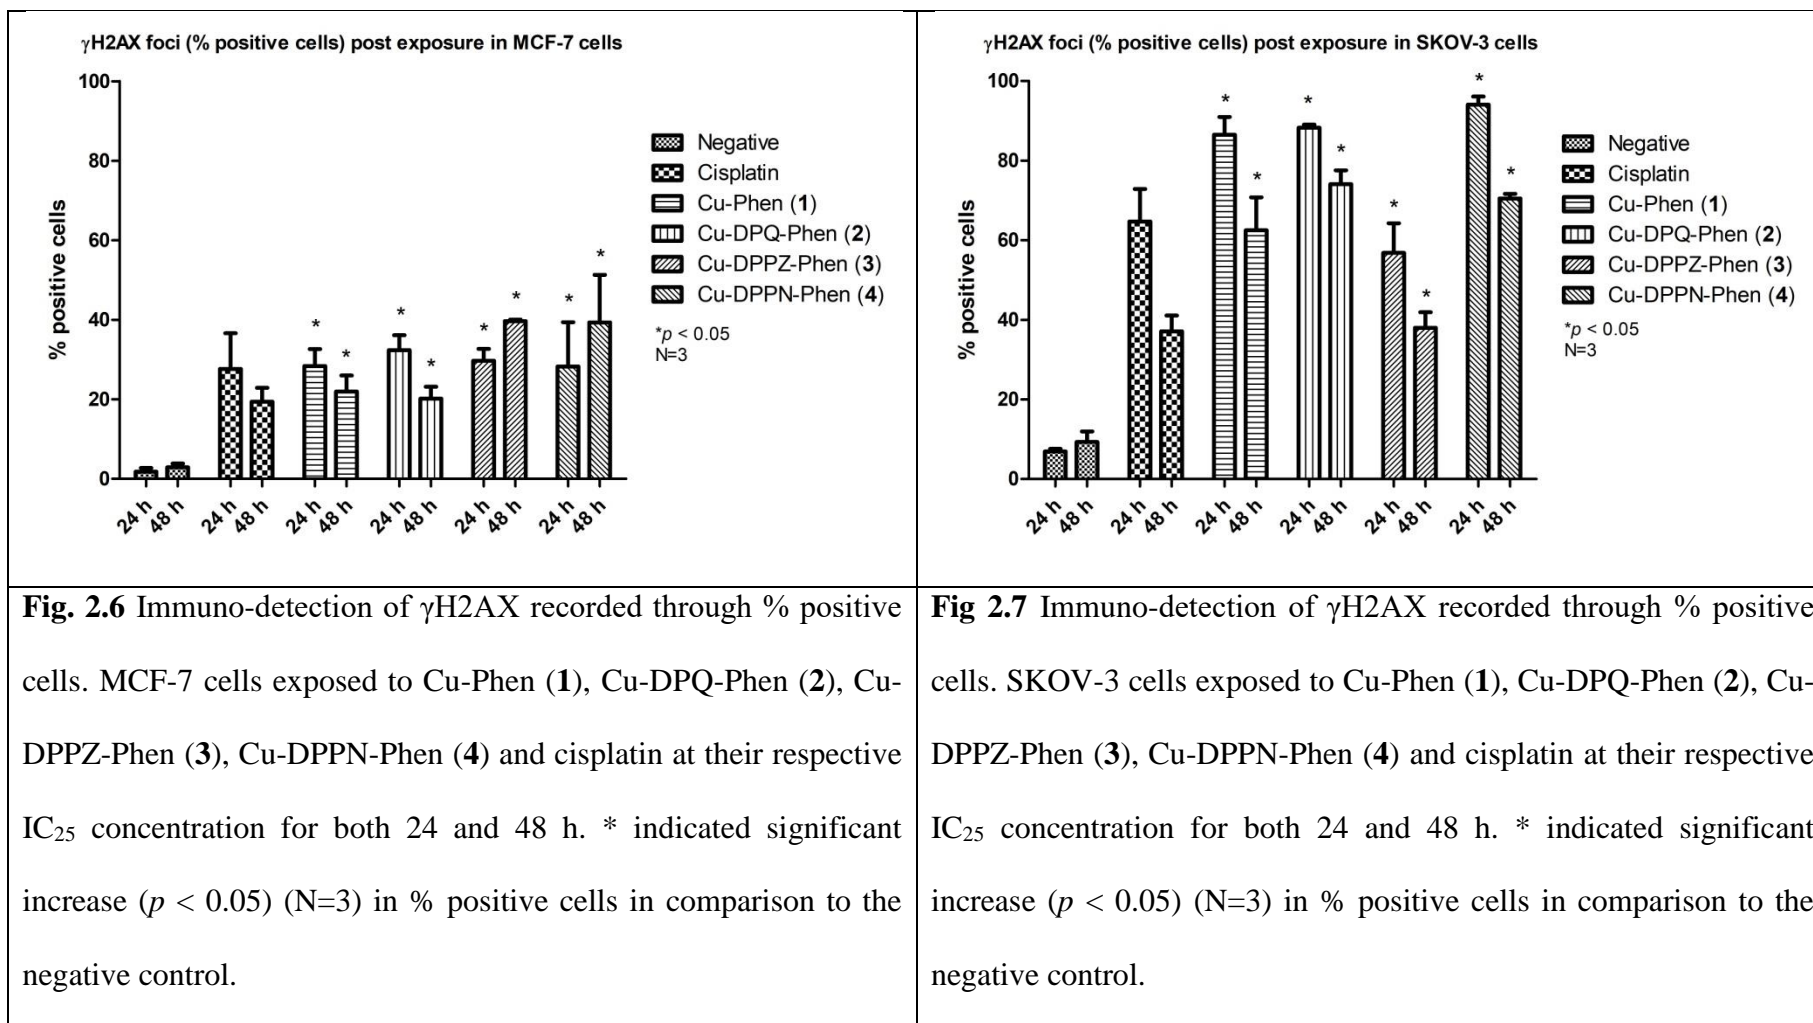 γH2AX foci (% positive cells) post exposure in MCF-7 cells
% positive cells
100
80
60
40
20
0
* * * * * * * *
24 h 48 h 24 h 48 h 24 h 48 h 24 h 48 h 24 h 48 h 24 h 48 h
Negative
Cisplatin
Cu-Phen (1)
Cu-DPQ-Phen (2)
Cu-DPPZ-Phen (3)
Cu-DPPN-Phen (4)
*p < 0.05
N=3
Fig. 2.6 Immuno-detection of γH2AX recorded through % positive
cells. MCF-7 cells exposed to Cu-Phen (1), Cu-DPQ-Phen (2), Cu-
DPPZ-Phen (3), Cu-DPPN-Phen (4) and cisplatin at their respective
IC25 concentration for both 24 and 48 h. * indicated significant
increase (p < 0.05) (N=3) in % positive cells in comparison to the
negative control.
γH2AX foci (% positive cells) post exposure in SKOV-3 cells
% positive cells
100
80
60
40
20
0
* * * * * * * *
24 h 48 h 24 h 48 h 24 h 48 h 24 h 48 h 24 h 48 h 24 h 48 h
Negative
Cisplatin
Cu-Phen (1)
Cu-DPQ-Phen (2)
Cu-DPPZ-Phen (3)
Cu-DPPN-Phen (4)
*p < 0.05
N=3
Fig 2.7 Immuno-detection of γH2AX recorded through % positive
cells. SKOV-3 cells exposed to Cu-Phen (1), Cu-DPQ-Phen (2), Cu-
DPPZ-Phen (3), Cu-DPPN-Phen (4) and cisplatin at their respective
IC25 concentration for both 24 and 48 h. * indicated significant
increase (p < 0.05) (N=3) in % positive cells in comparison to the
negative control.